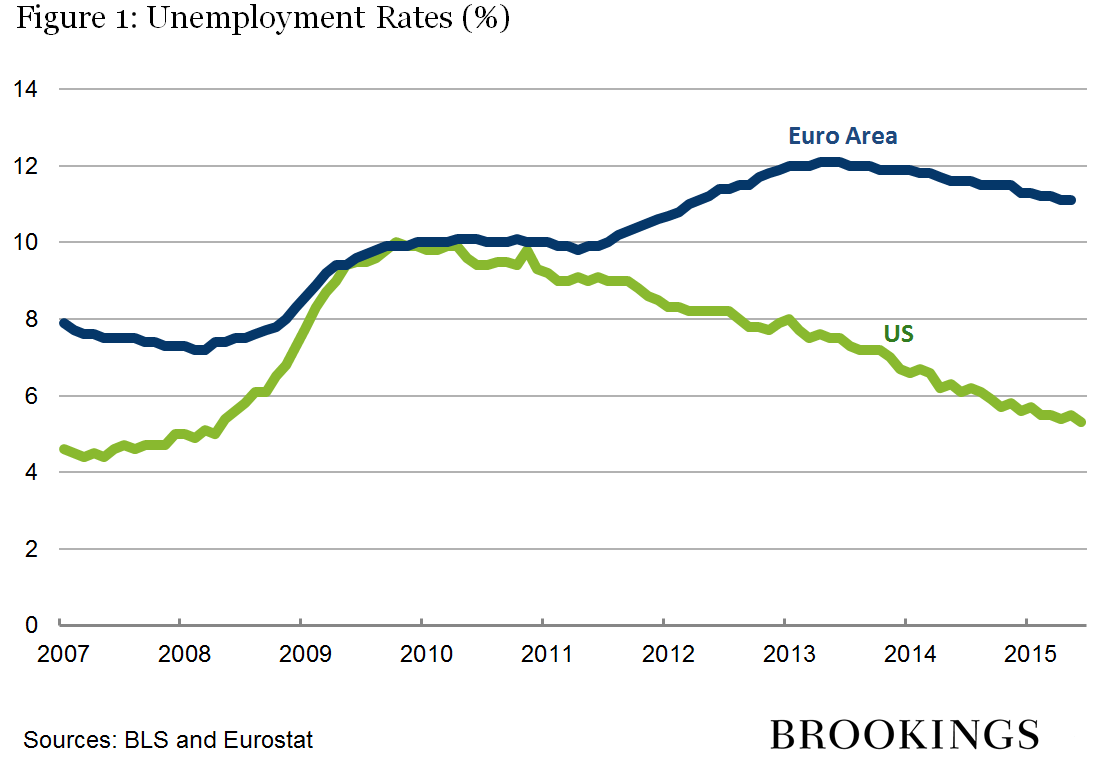 Figure 1: Unemployment Rates (%)
14
Euro Area
12
10
8
US
6
4
2
0
2007 2008 2009 2010 2011 2012 2013 2014 2015
Sources: BLS and Eurostat
BROOKINGS